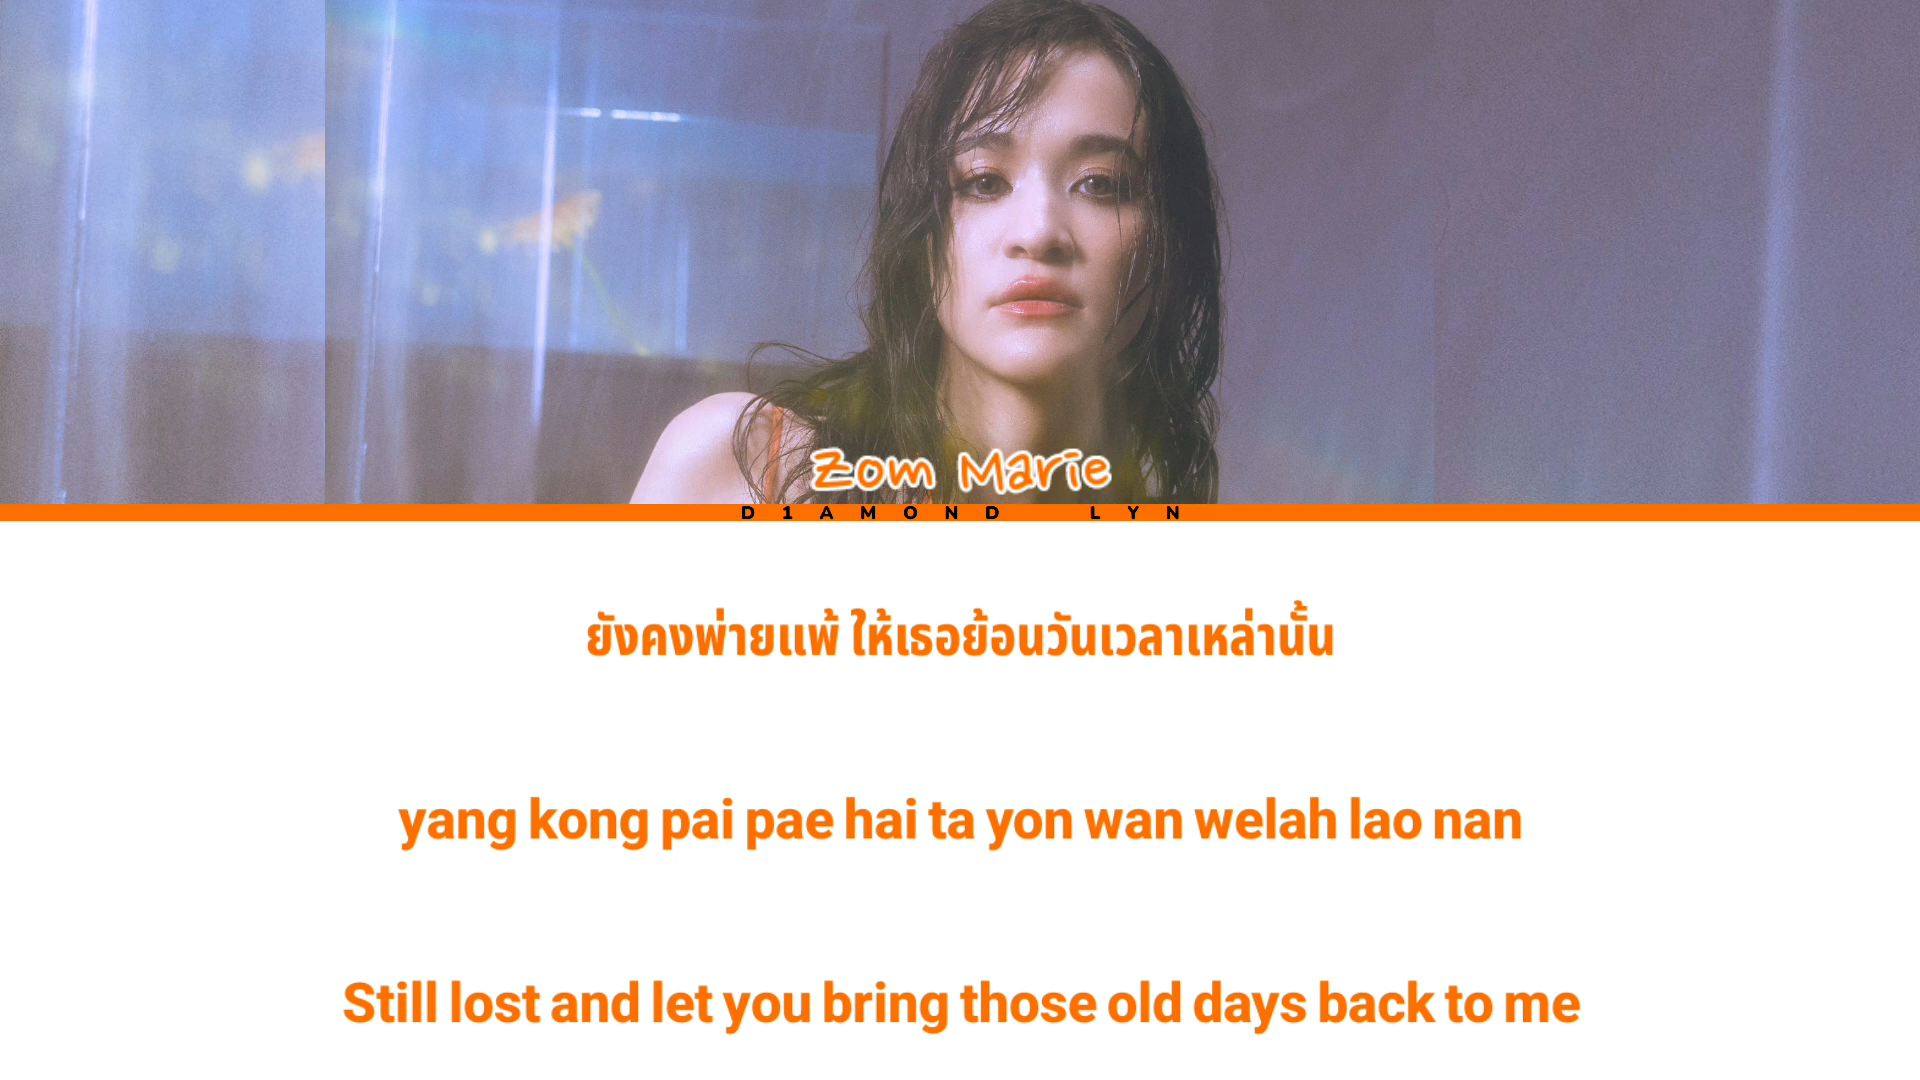 Zom Marie
D1AMOND LYN
ยังคงพ่ายแพ้ ให้เธอย้อนวันเวลาเหล่านั้น
yang kong pai pae hai ta yon wan welah lao nan
Still lost and let you bring those old days back to me